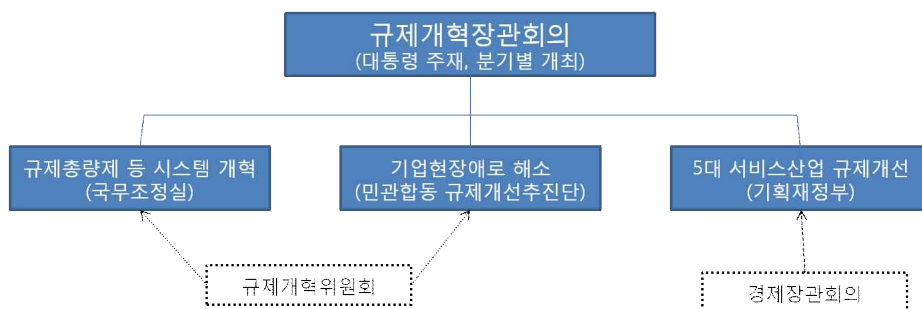 규제개혁장관회의
(대통령 주재, 분기별 개최)
규제총량제 등 시스템 개혁
(국무조정실)
기업현장애로 해소
(민관합동 규제개선추진단)
5대 서비스산업 규제개선
(기획재정부)
규제개혁위원회
경제장관회의